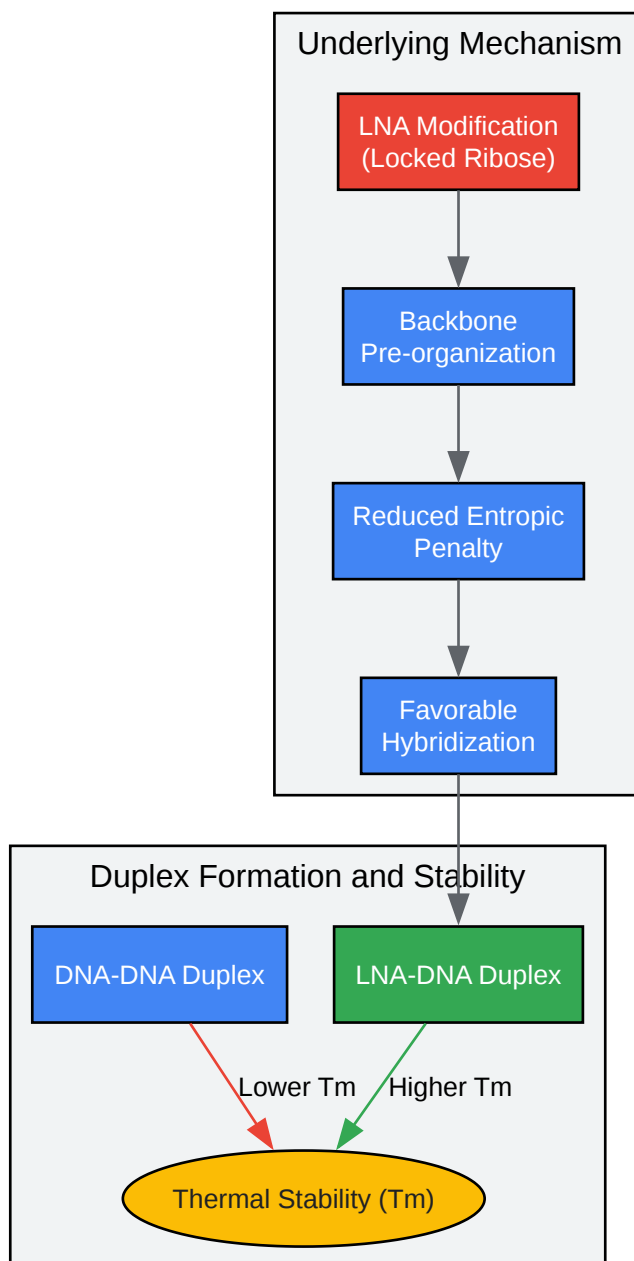 Underlying Mechanism
LNA Modification
(Locked Ribose)
Backbone
Pre-organization
Reduced Entropic
Penalty
Favorable
Hybridization
Duplex Formation and Stability
DNA-DNA Duplex
LNA-DNA Duplex
Lower Tm
Higher Tm
Thermal Stability (Tm)